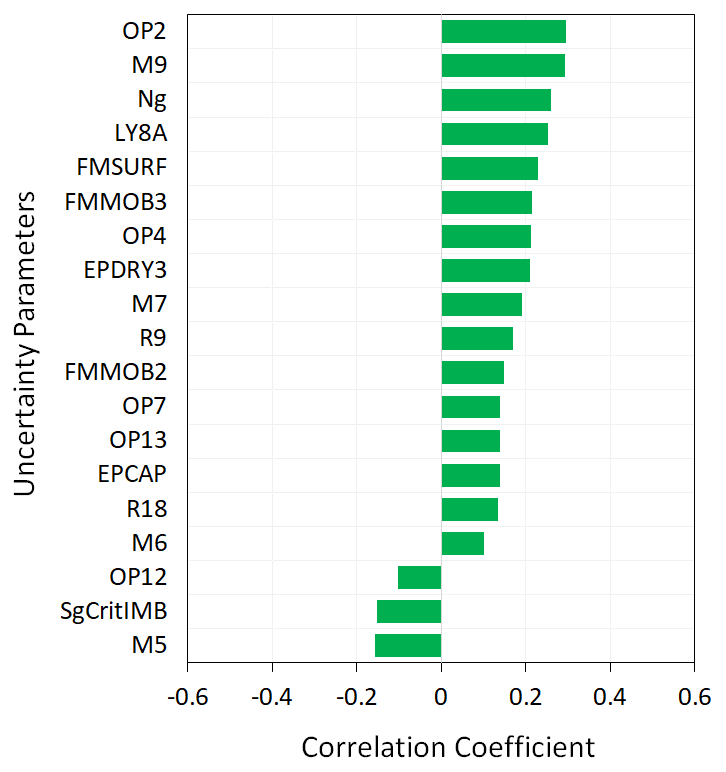 OP2
M9
Ng
LY8A
FMSURF
FMMOB3
OP4
EPDRY3
M7
R9
FMMOB2
OP7
OP13
EPCAP
R18
M6
OP12
SgCritIMB
M5
Uncertainty Parameters
-0.6 -0.4 -0.2 0 0.2 0.4 0.6
Correlation Coefficient